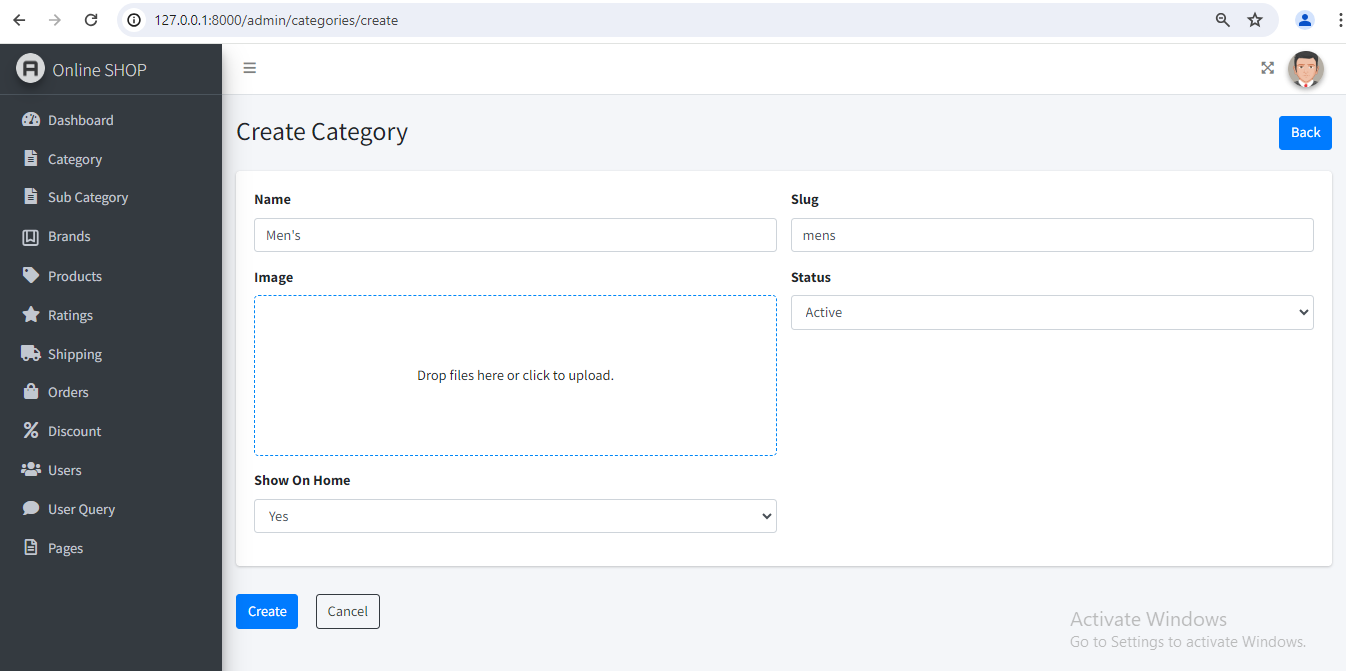 127.0.0.1:8000/admin/categories/create
Online SHOP
Dashboard
Category
Sub Category
Brands
Products
Ratings
Shipping
Orders
Discount
Users
User Query
Pages
Create Category
Back
Name
Men's
Slug
mens
Image
Drop files here or click to upload.
Status
Active
Show On Home
Yes
Create
Cancel
Activate Windows
Go to Settings to activate Windows.